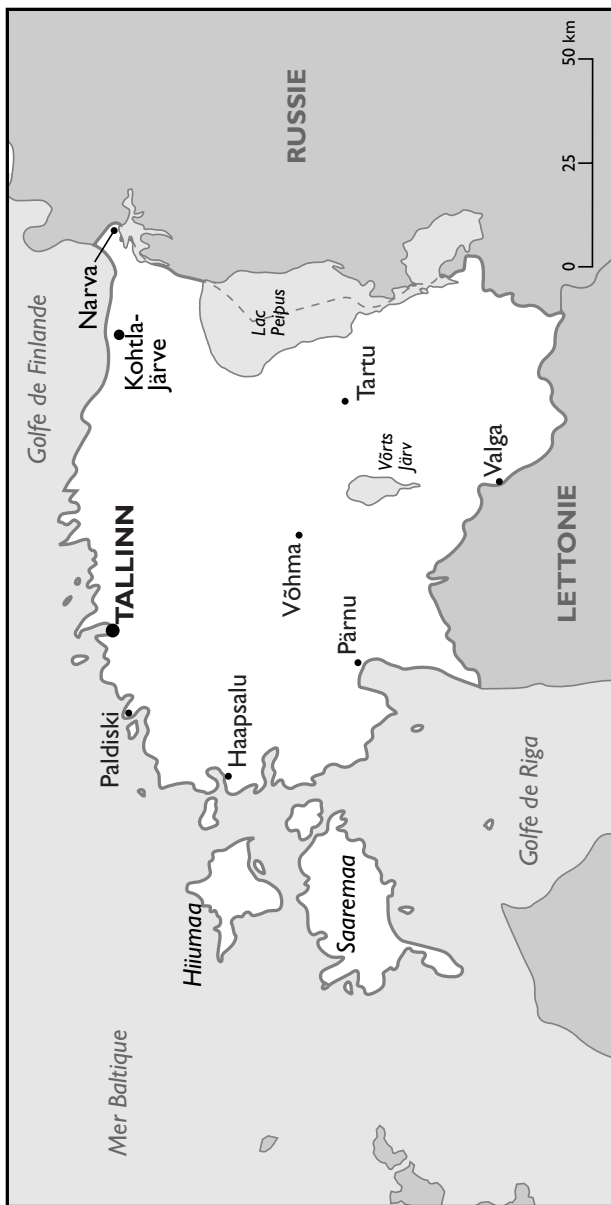 Golfe de Finlande
Narva
Kohtla-
Järve
TALLINN
Paldiski
Haapsalu
Hiiumaa
Saaremaa
Mer Baltique
Võhma
Pärnu
Tartu
Lac
Peipus
Võrts
Järv
Valga
RUSSIE
LETTONIE
Golfe de Riga
0
25
50 km